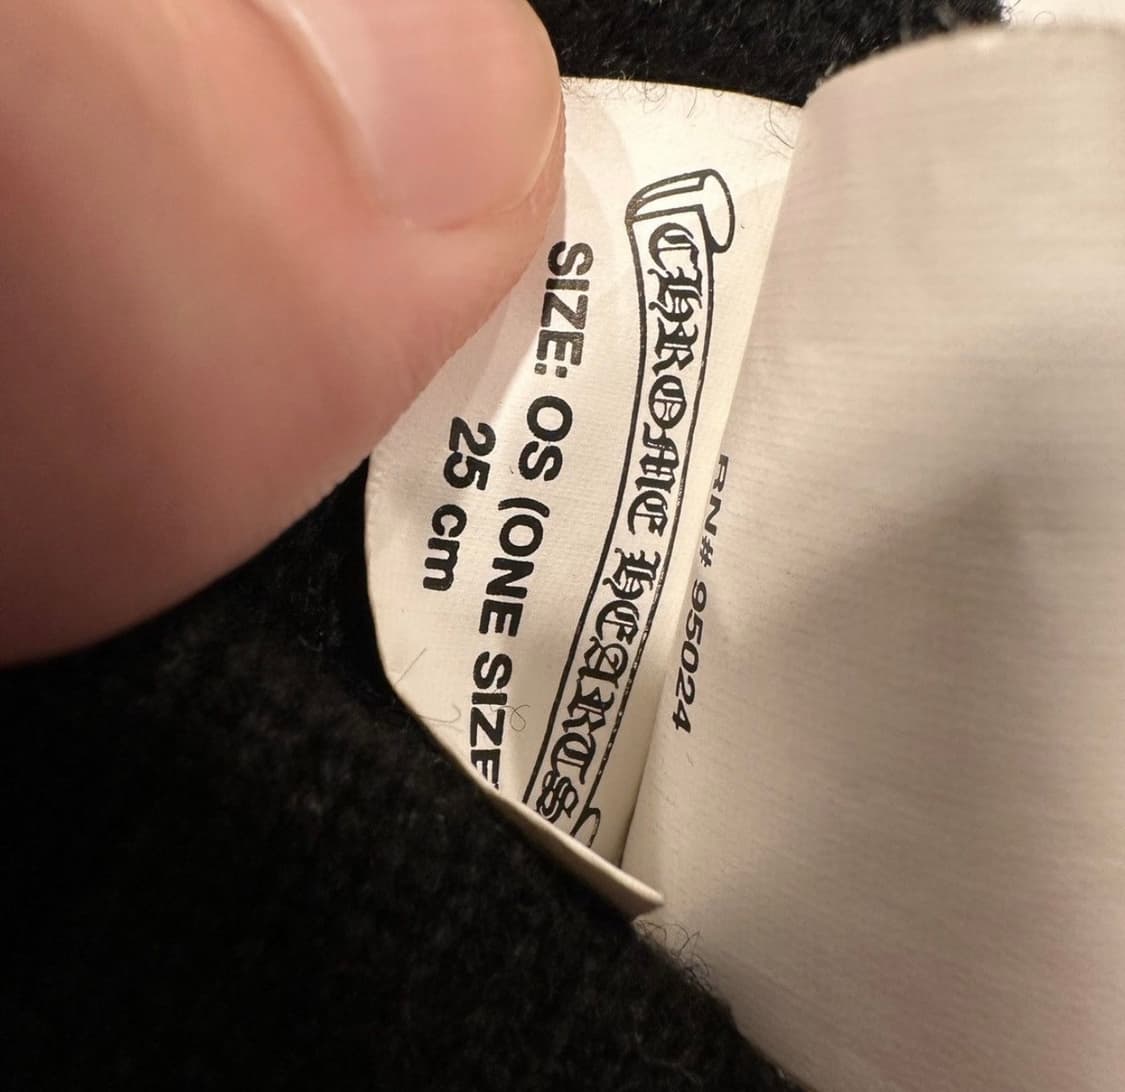 CHROME HEARTS
RN# 95024
SIZE: OS (ONE SIZE
25 cm